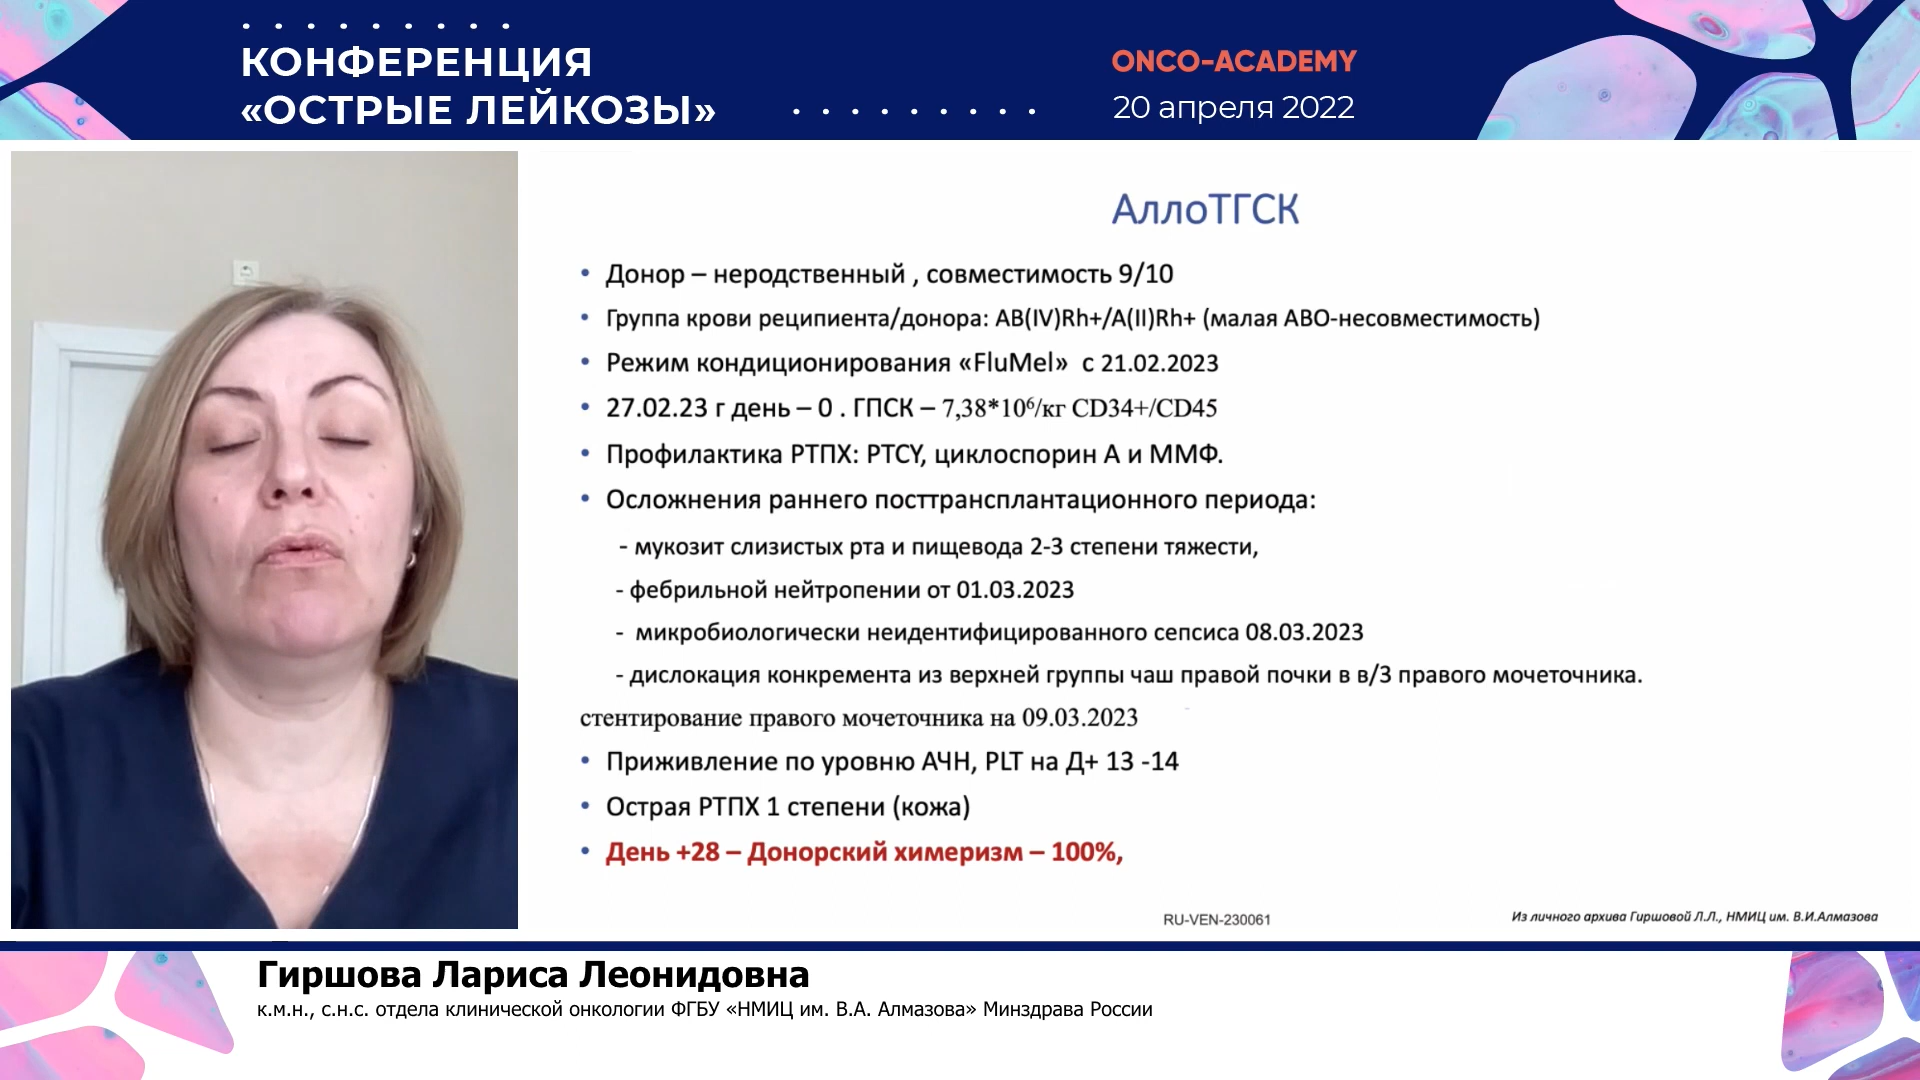 КОНФЕРЕНЦИЯ
«ОСТРЫЕ ЛЕЙКОЗЫ»
ONCO-ACADEMY
20 апреля 2022
АллоТГСК
• Донор – неродственный , совместимость 9/10
• Группа крови реципиента/донора: AB(IV)Rh+/A(II)Rh+ (малая АВО-несовместимость)
• Режим кондиционирования «FluMel» с 21.02.2023
• 27.02.23 г день – 0 . ГПСК – 7,38*10⁶/кг CD34+/CD45
• Профилактика РТПХ: PTCY, циклоспорин А и ММФ.
• Осложнения раннего посттрансплантационного периода:
- мукозит слизистых рта и пищевода 2-3 степени тяжести,
- фебрильной нейтропении от 01.03.2023
- микробиологически неидентифицированного сепсиса 08.03.2023
- дислокация конкремента из верхней группы чаш правой почки в в/3 правого мочеточника.
стентирование правого мочеточника на 09.03.2023
• Приживление по уровню АЧН, PLT на Д+ 13 -14
• Острая РТПХ 1 степени (кожа)
• День +28 – Донорский химеризм – 100%,
RU-VEN-230061
Из личного архива Гиршовой Л.Л., НМИЦ им. В.И.Алмазова
Гиршова Лариса Леонидовна
к.м.н., с.н.с. отдела клинической онкологии ФГБУ «НМИЦ им. В.А. Алмазова» Минздрава России